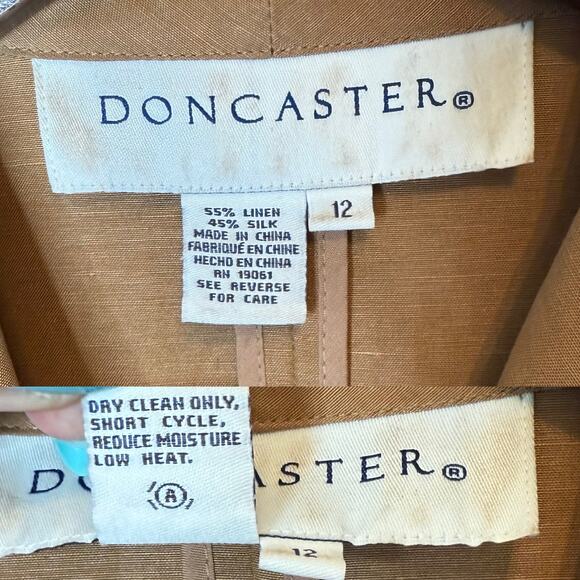 DONCASTER®
12
55% LINEN
45% SILK
MADE IN CHINA
FABRIQUÉ EN CHINE
HECHO EN CHINA
RN 19061
SEE REVERSE
FOR CARE
DRY CLEAN ONLY,
SHORT CYCLE,
REDUCE MOISTURE
LOW HEAT.
A
D ASTER®
12